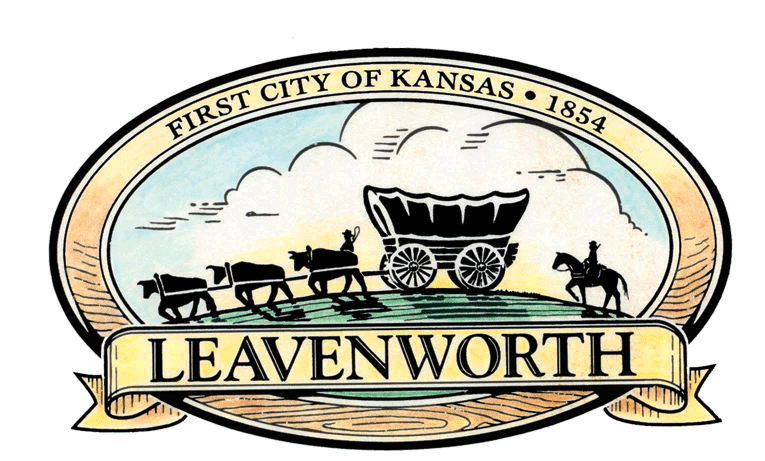 FIRST CITY OF KANSAS • 1854
LEAVENWORTH